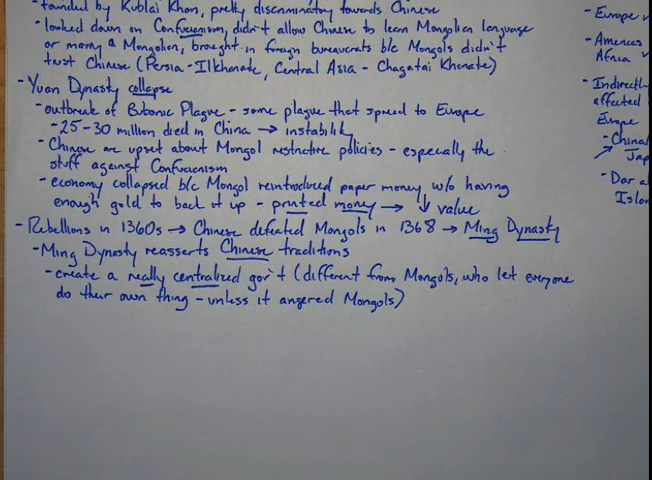 - founded by Kublai Khan, pretty discriminatory towards Chinese
- looked down on Confucianism, didn't allow Chinese to learn Mongolian language
or marry a Mongolian, brought in foreign bureaucrats b/c Mongols didn't
trust Chinese (Persia - Ilkhanate, Central Asia - Chagatai Khanate)
- Yuan Dynasty collapse
- outbreak of Bubonic Plague - same plague that spread to Europe
- 25-30 million died in China → instability
- Chinese are upset about Mongol restrictive policies - especially the
stuff against Confucianism
- economy collapsed b/c Mongol reintroduced paper money w/o having
enough gold to back it up - printed money → ↓ value
- Rebellions in 1360s → Chinese defeated Mongols in 1368 → Ming Dynasty
- Ming Dynasty reasserts Chinese traditions
- create a really centralized gov't (different from Mongols, who let everyone
do their own thing - unless it angered Mongols)
- Europe
- Americas
Africa
- Indirectl
affected
Europe
- China
→ Jap
- Dar a
Islam